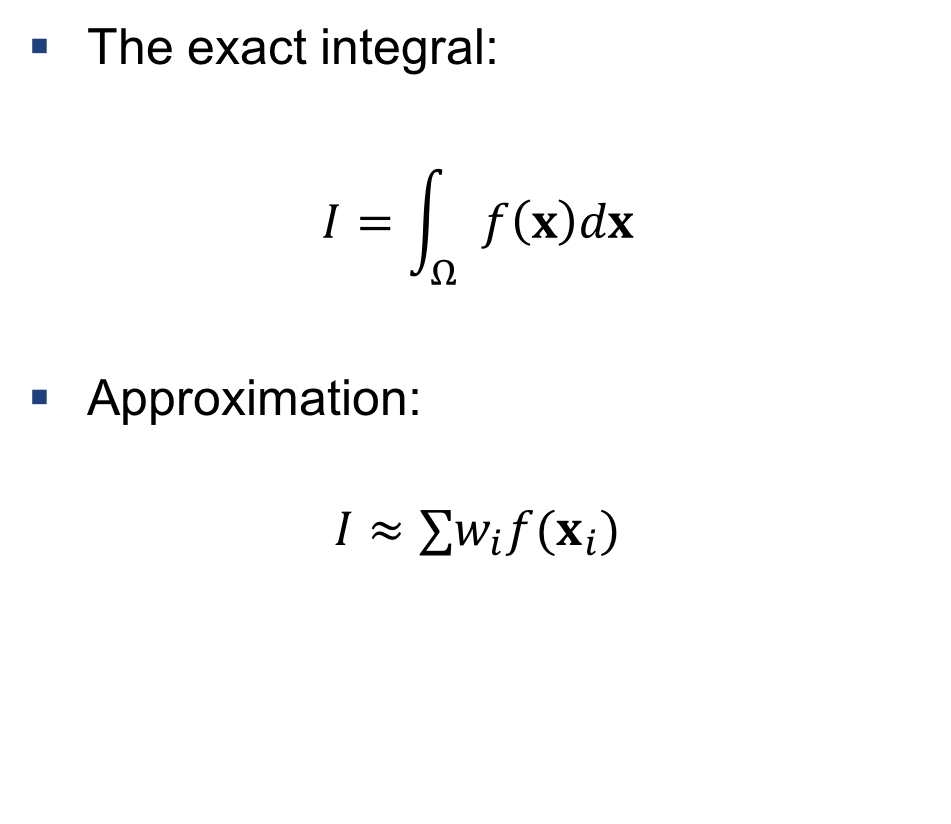 ▪ The exact integral:
I = ∫_Ω f(𝐱)d𝐱
▪ Approximation:
I ≈ ∑w_i f(𝐱_i)